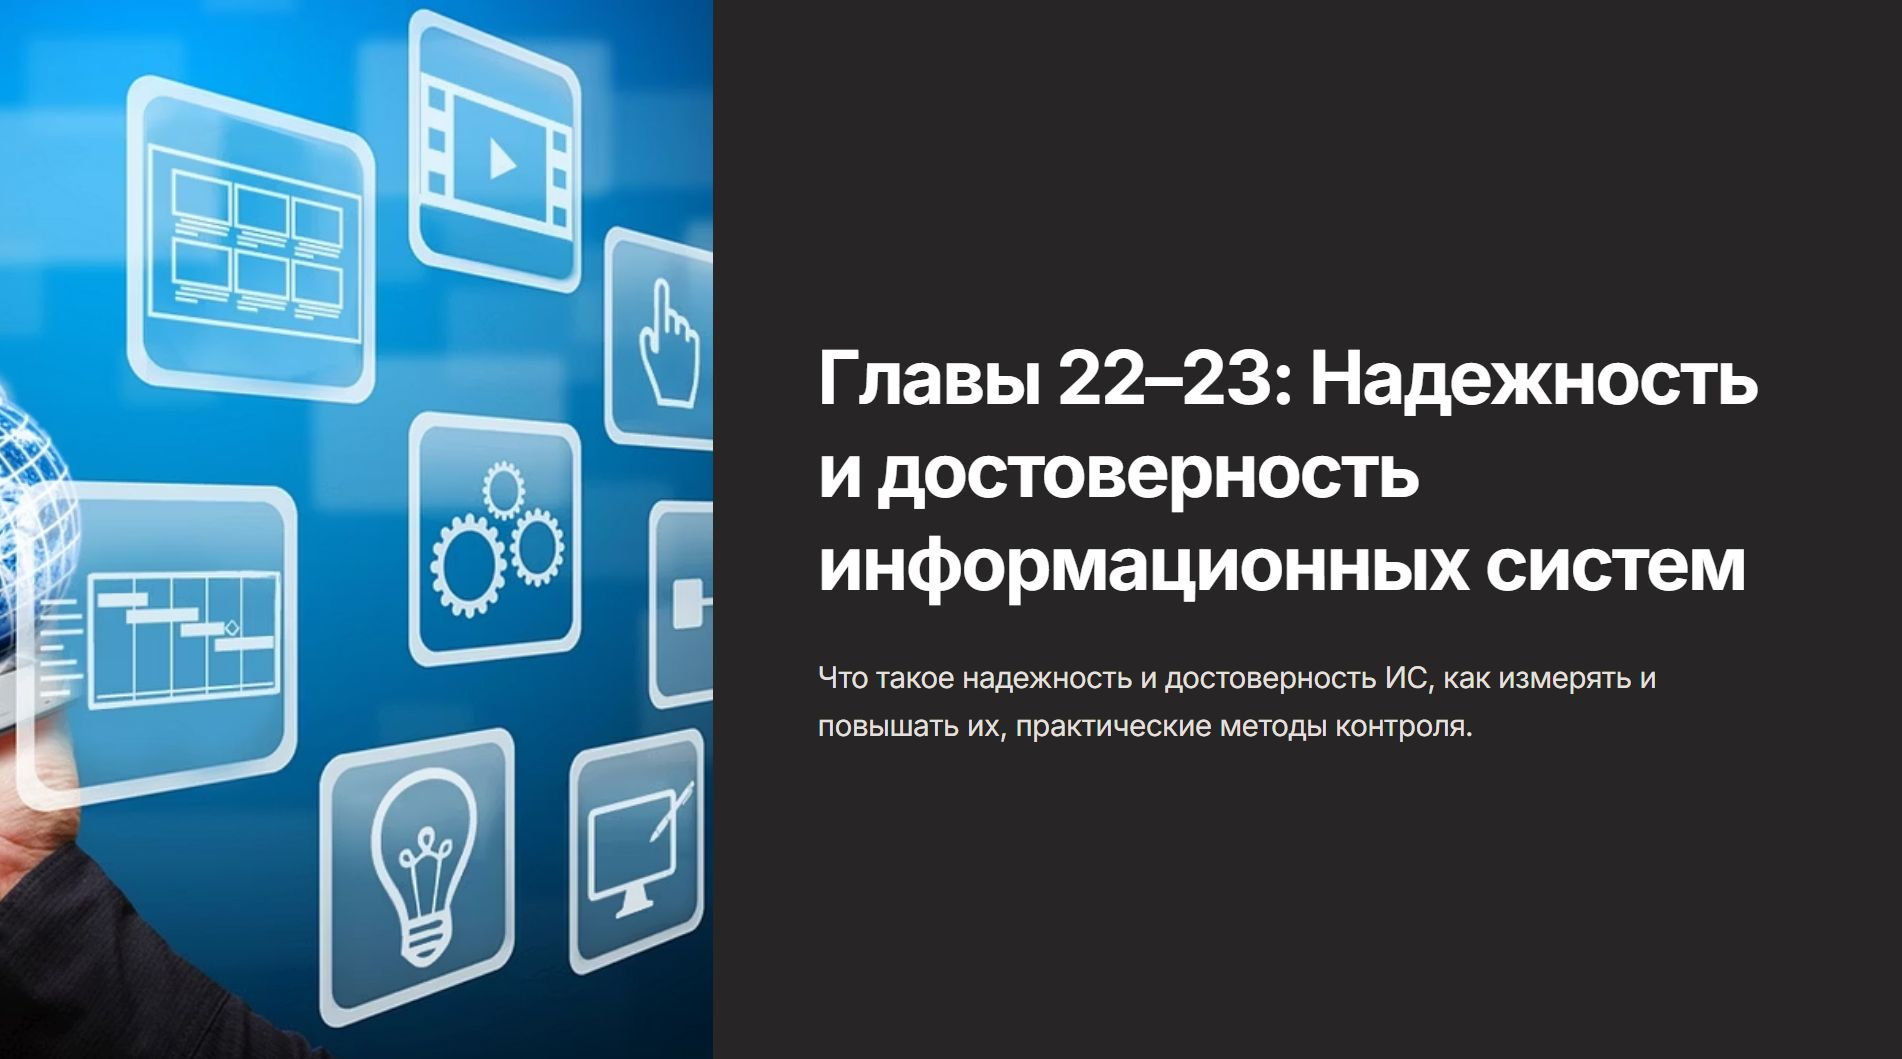 Главы 22–23: Надежность
и достоверность
информационных систем
Что такое надежность и достоверность ИС, как измерять и
повышать их, практические методы контроля.